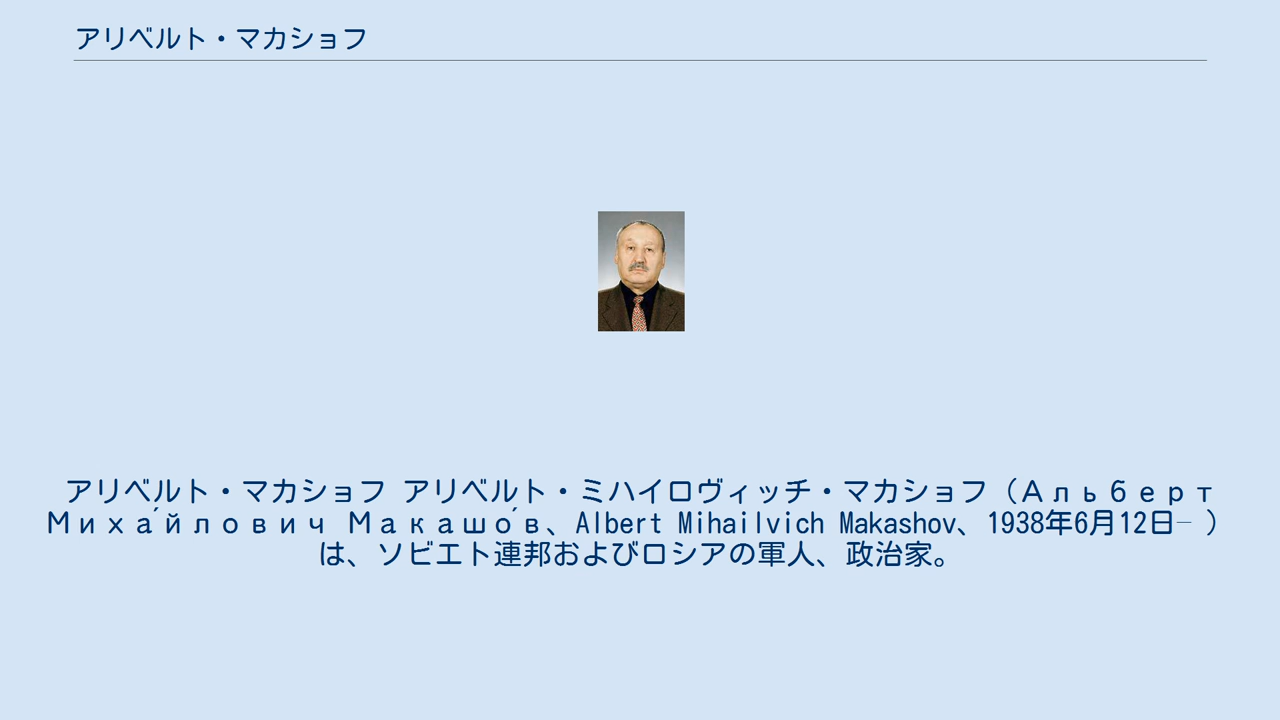 アリベルト・マカショフ
アリベルト・マカショフ アリベルト・ミハイロヴィッチ・マカショフ（Альберт
Миха́йлович Макашо́в、Albert Mihailvich Makashov、1938年6月12日– ）
は、ソビエト連邦およびロシアの軍人、政治家。